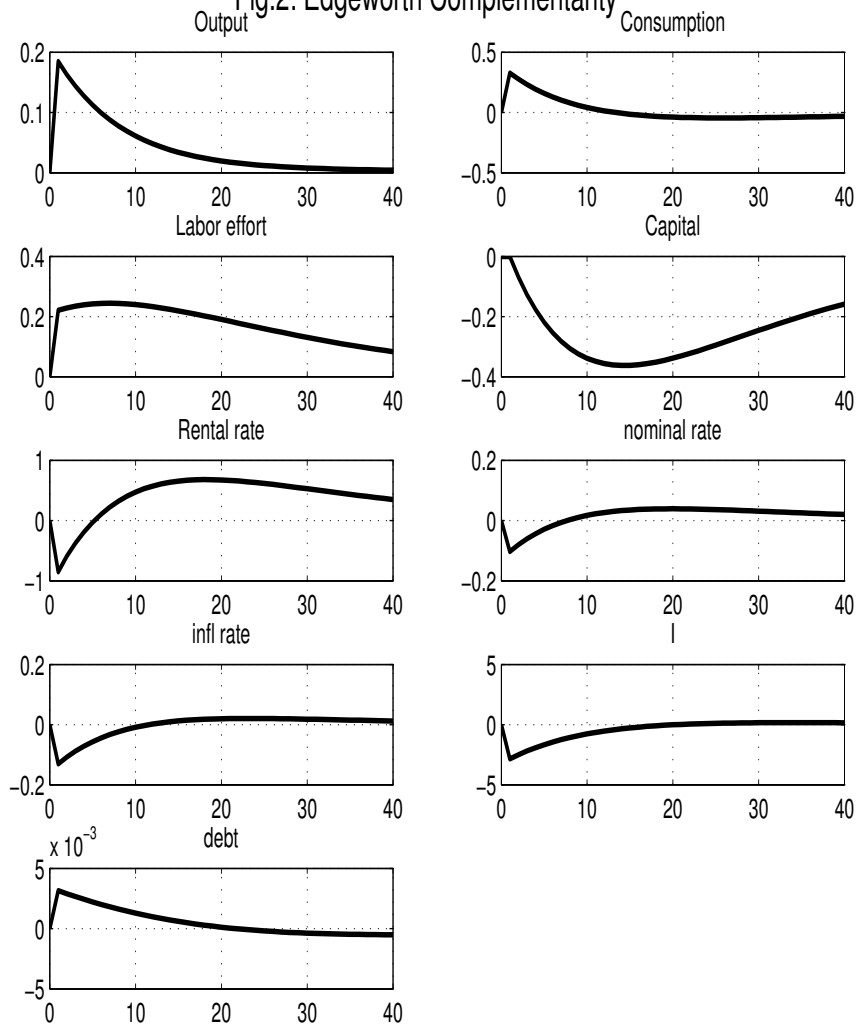 Fig.2. Edgeworth Complementarity
Output
0.2
0.1
0
0 10 20 30 40
Consumption
0.5
0
−0.5
0 10 20 30 40
Labor effort
0.4
0.2
0
0 10 20 30 40
Capital
0
−0.2
−0.4
0 10 20 30 40
Rental rate
1
0
−1
0 10 20 30 40
nominal rate
0.2
0
−0.2
0 10 20 30 40
infl rate
0.2
0
−0.2
0 10 20 30 40
I
5
0
−5
0 10 20 30 40
debt
x 10−3
5
0
−5
0 10 20 30 40